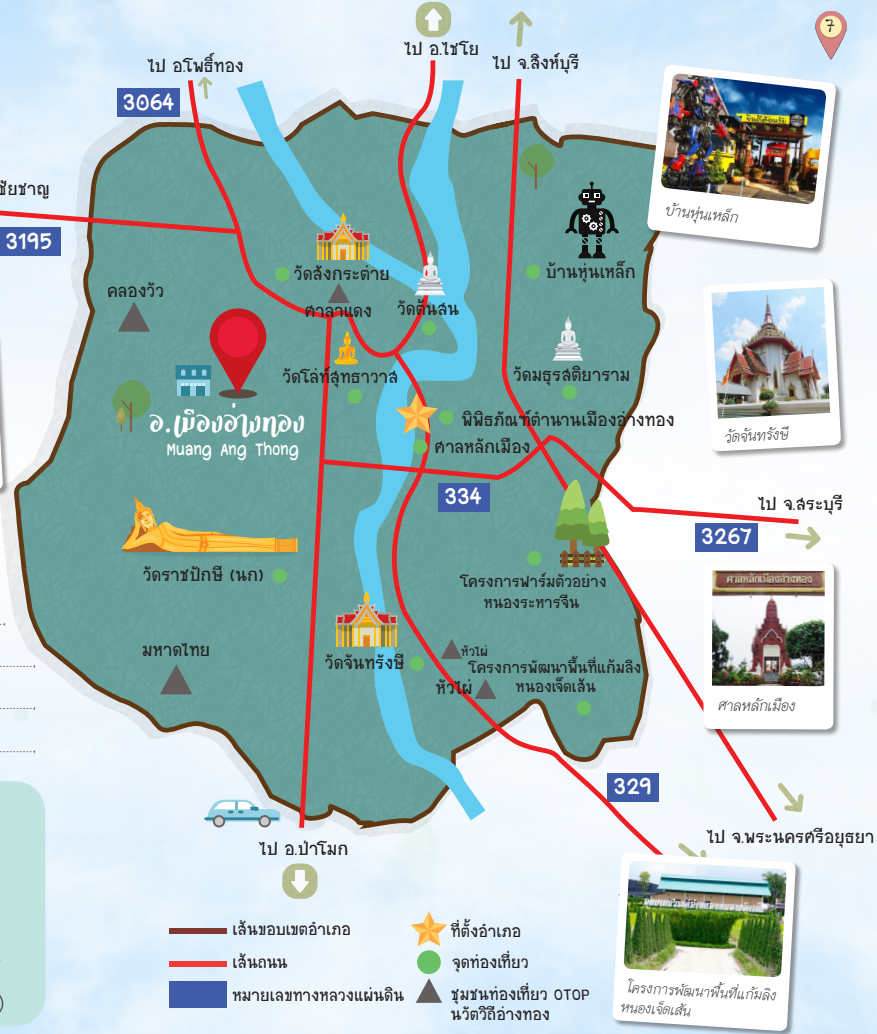 7
ไป อ.ไชโย
ไป จ.สิงห์บุรี
ไป อ.โพธิ์ทอง
3064
3195
บ้านหุ่นเหล็ก
วัดสังกระต่าย
บ้านหุ่นเหล็ก
คลองวัว
ศาลาแดง
วัดต้นสน
วัดโล่ห์สุทธาวาส
วัดมธุรสติยาราม
อ.เมืองอ่างทอง
Muang Ang Thong
พิพิธภัณฑ์ตำนานเมืองอ่างทอง
ศาลหลักเมือง
วัดจันทรังษี
334
ไป จ.สระบุรี
3267
วัดราชปักษี (นก)
โครงการฟาร์มตัวอย่าง
หนองระหารจีน
ศาลหลักเมืองอ่างทอง
มหาดไทย
วัดจันทรังษี
หัวไผ่
โครงการพัฒนาพื้นที่แก้มลิง
หนองเจ็ดเส้น
หัวไผ่
ศาลหลักเมือง
329
ไป จ.พระนครศรีอยุธยา
ไป อ.ป่าโมก
เส้นขอบเขตอำเภอ
เส้นถนน
หมายเลขทางหลวงแผ่นดิน
ที่ตั้งอำเภอ
จุดท่องเที่ยว
ชุมชนท่องเที่ยว OTOP
นวัตวิถีอ่างทอง
โครงการพัฒนาพื้นที่แก้มลิง
หนองเจ็ดเส้น